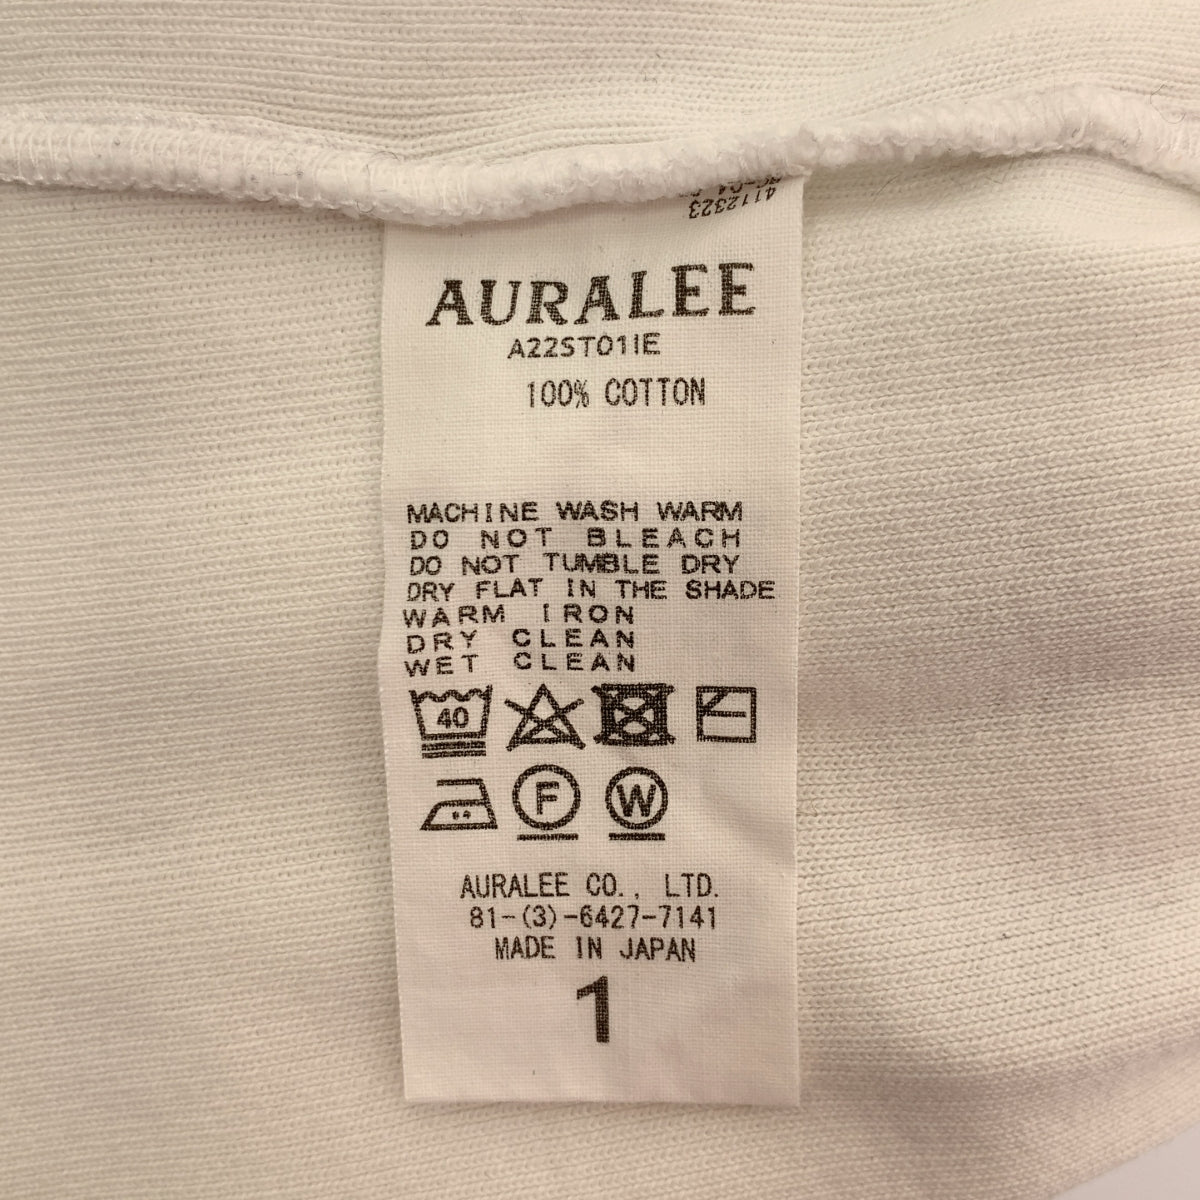 4112323
AURALEE
A22ST01IE
100% COTTON
MACHINE WASH WARM
DO NOT BLEACH
DO NOT TUMBLE DRY
DRY FLAT IN THE SHADE
WARM IRON
DRY CLEAN
WET CLEAN
40
F
W
AURALEE CO., LTD.
81-(3)-6427-7141
MADE IN JAPAN
1